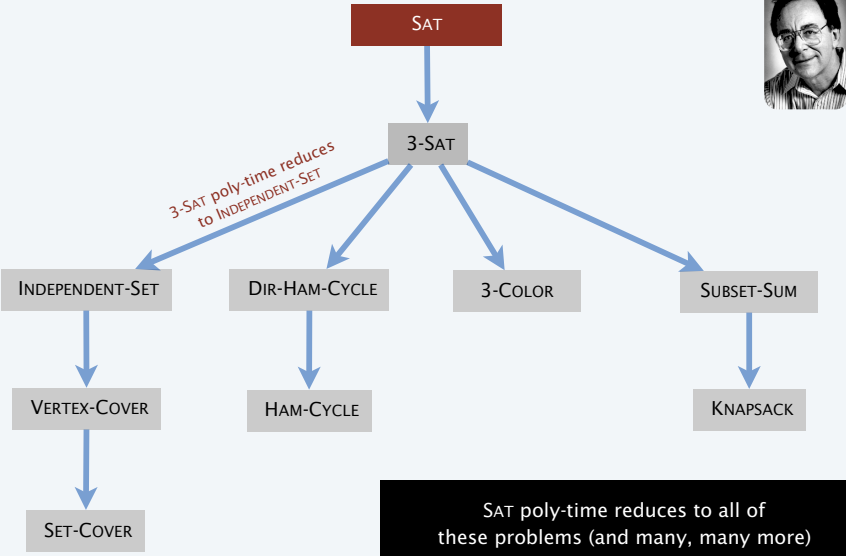 SAT
3-SAT
3-SAT poly-time reduces
to INDEPENDENT-SET
INDEPENDENT-SET
DIR-HAM-CYCLE
3-COLOR
SUBSET-SUM
VERTEX-COVER
HAM-CYCLE
KNAPSACK
SET-COVER
SAT poly-time reduces to all of
these problems (and many, many more)